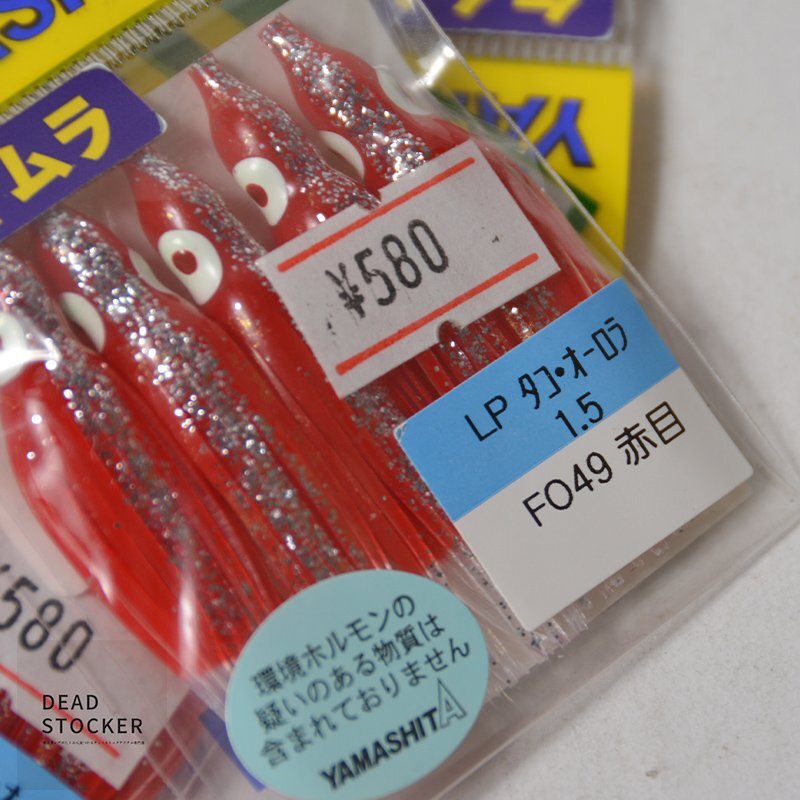 ムラ
YA
¥580
LP タコ・オーロラ
1.5
FO49 赤目
環境ホルモンの
疑いのある物質は
含まれておりません
YAMASHITA
¥580
DEAD
STOCKER